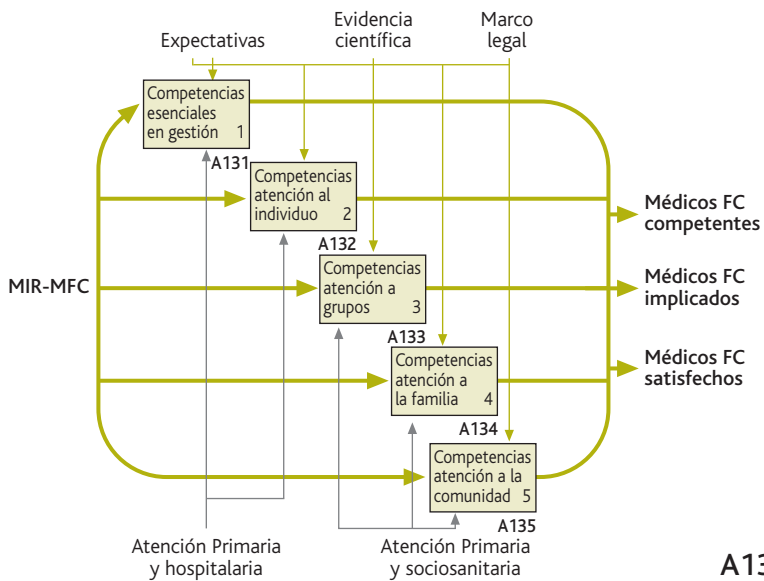 Expectativas
Evidencia
científica
Marco
legal
Competencias
esenciales
en gestión 1
A131
Competencias
atención al
individuo 2
A132
Competencias
atención a
grupos 3
A133
Competencias
atención a
la familia 4
A134
Competencias
atención a la
comunidad 5
A135
MIR-MFC
Médicos FC
competentes
Médicos FC
implicados
Médicos FC
satisfechos
Atención Primaria
y hospitalaria
Atención Primaria
y sociosanitaria